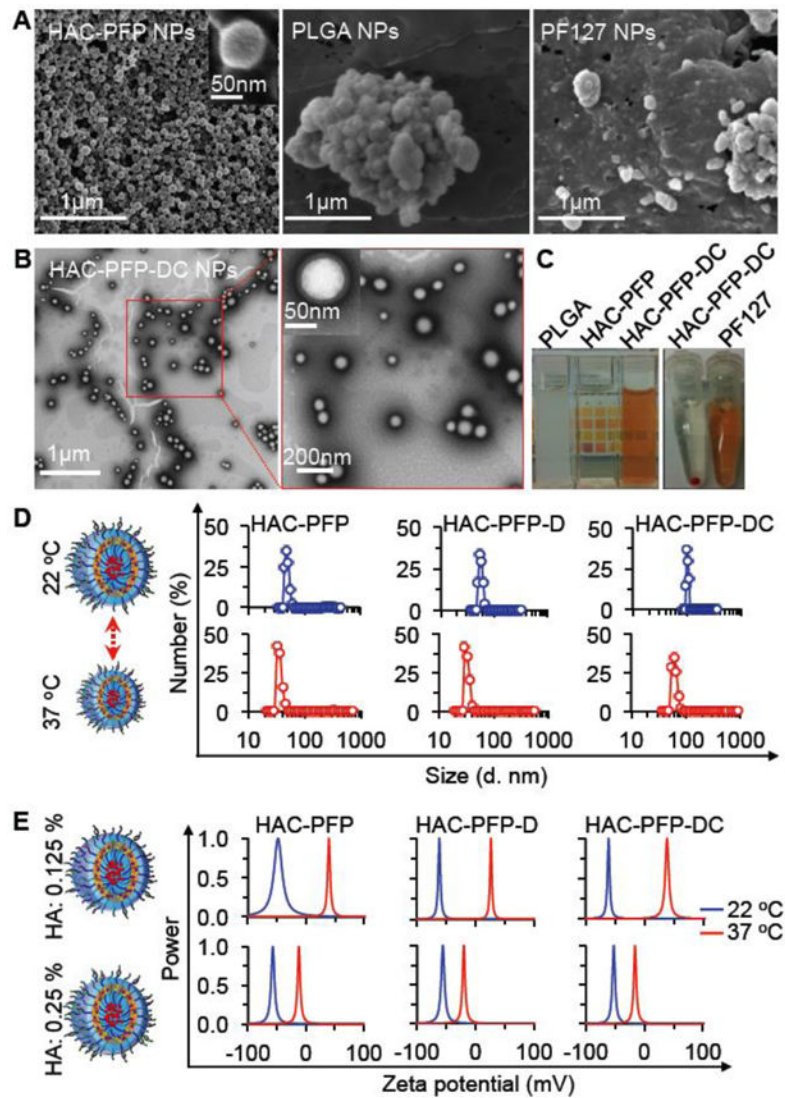 A
HAC-PFP NPs
50nm
1μm
PLGA NPs
1μm
PF127 NPs
1μm
B
HAC-PFP-DC NPs
1μm
50nm
200nm
C
PLGA
HAC-PFP
HAC-PFP-DC
HAC-PFP-DC
PF127
D
22 ºC
37 ºC
Number (%)
HAC-PFP
HAC-PFP-D
HAC-PFP-DC
50
25
0
50
25
0
50
25
0
50
25
0
50
25
0
50
25
0
10 100 1000
10 100 1000
10 100 1000
Size (d. nm)
E
HA: 0.125 %
HA: 0.25 %
Power
HAC-PFP
HAC-PFP-D
HAC-PFP-DC
1.0
0.5
0.0
1.0
0.5
0.0
22 ºC
37 ºC
-100 0 100
-100 0 100
-100 0 100
Zeta potential (mV)